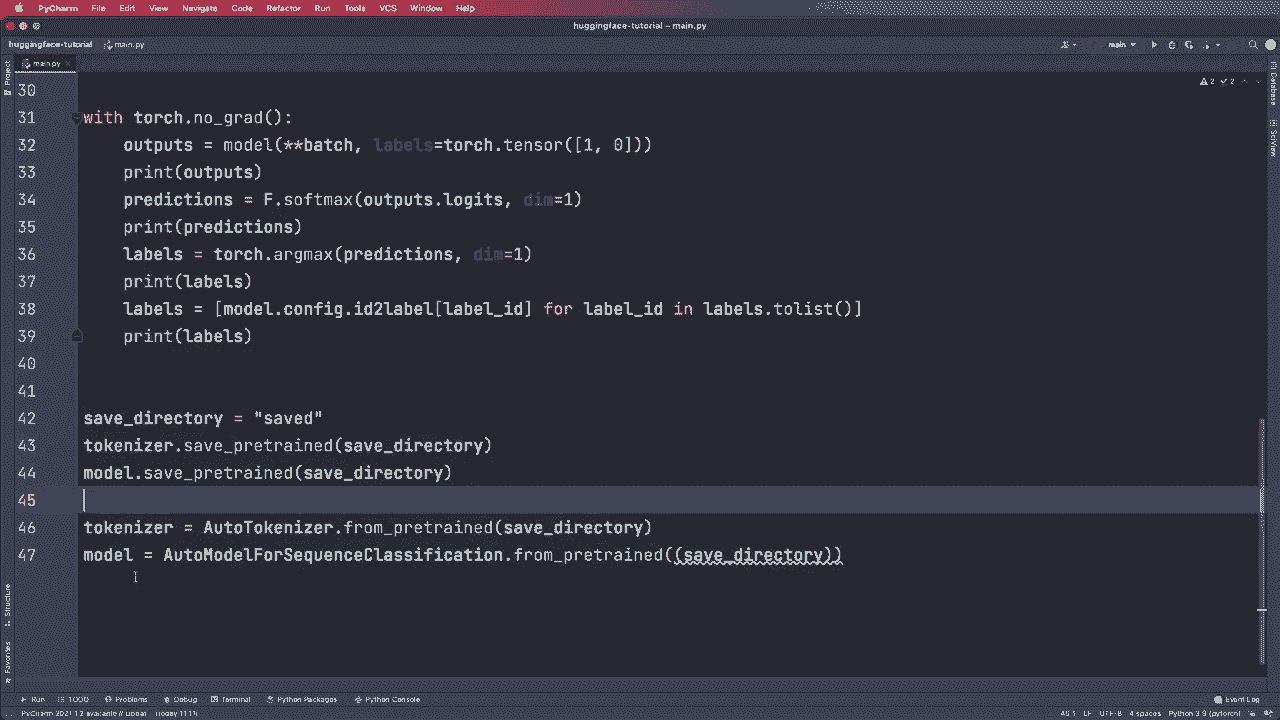 PyCharm File Edit View Navigate Code Refactor Run Tools VCS Window Help
huggingface-tutorial – main.py
huggingface-tutorial main.py
main
main.py
Project
2 2
Database
SciView
30
31 with torch.no_grad():
32 outputs = model(**batch, labels=torch.tensor([1, 0]))
33 print(outputs)
34 predictions = F.softmax(outputs.logits, dim=1)
35 print(predictions)
36 labels = torch.argmax(predictions, dim=1)
37 print(labels)
38 labels = [model.config.id2label[label_id] for label_id in labels.tolist()]
39 print(labels)
40
41
42 save_directory = "saved"
43 tokenizer.save_pretrained(save_directory)
44 model.save_pretrained(save_directory)
45
46 tokenizer = AutoTokenizer.from_pretrained(save_directory)
47 model = AutoModelForSequenceClassification.from_pretrained((save_directory))
Structure
Favorites
Run TODO Problems Debug Terminal Python Packages Python Console Event Log
PyCharm 2021.1.2 available // Update LF UTF-8 4 spaces Python 3.9 (pytorch)